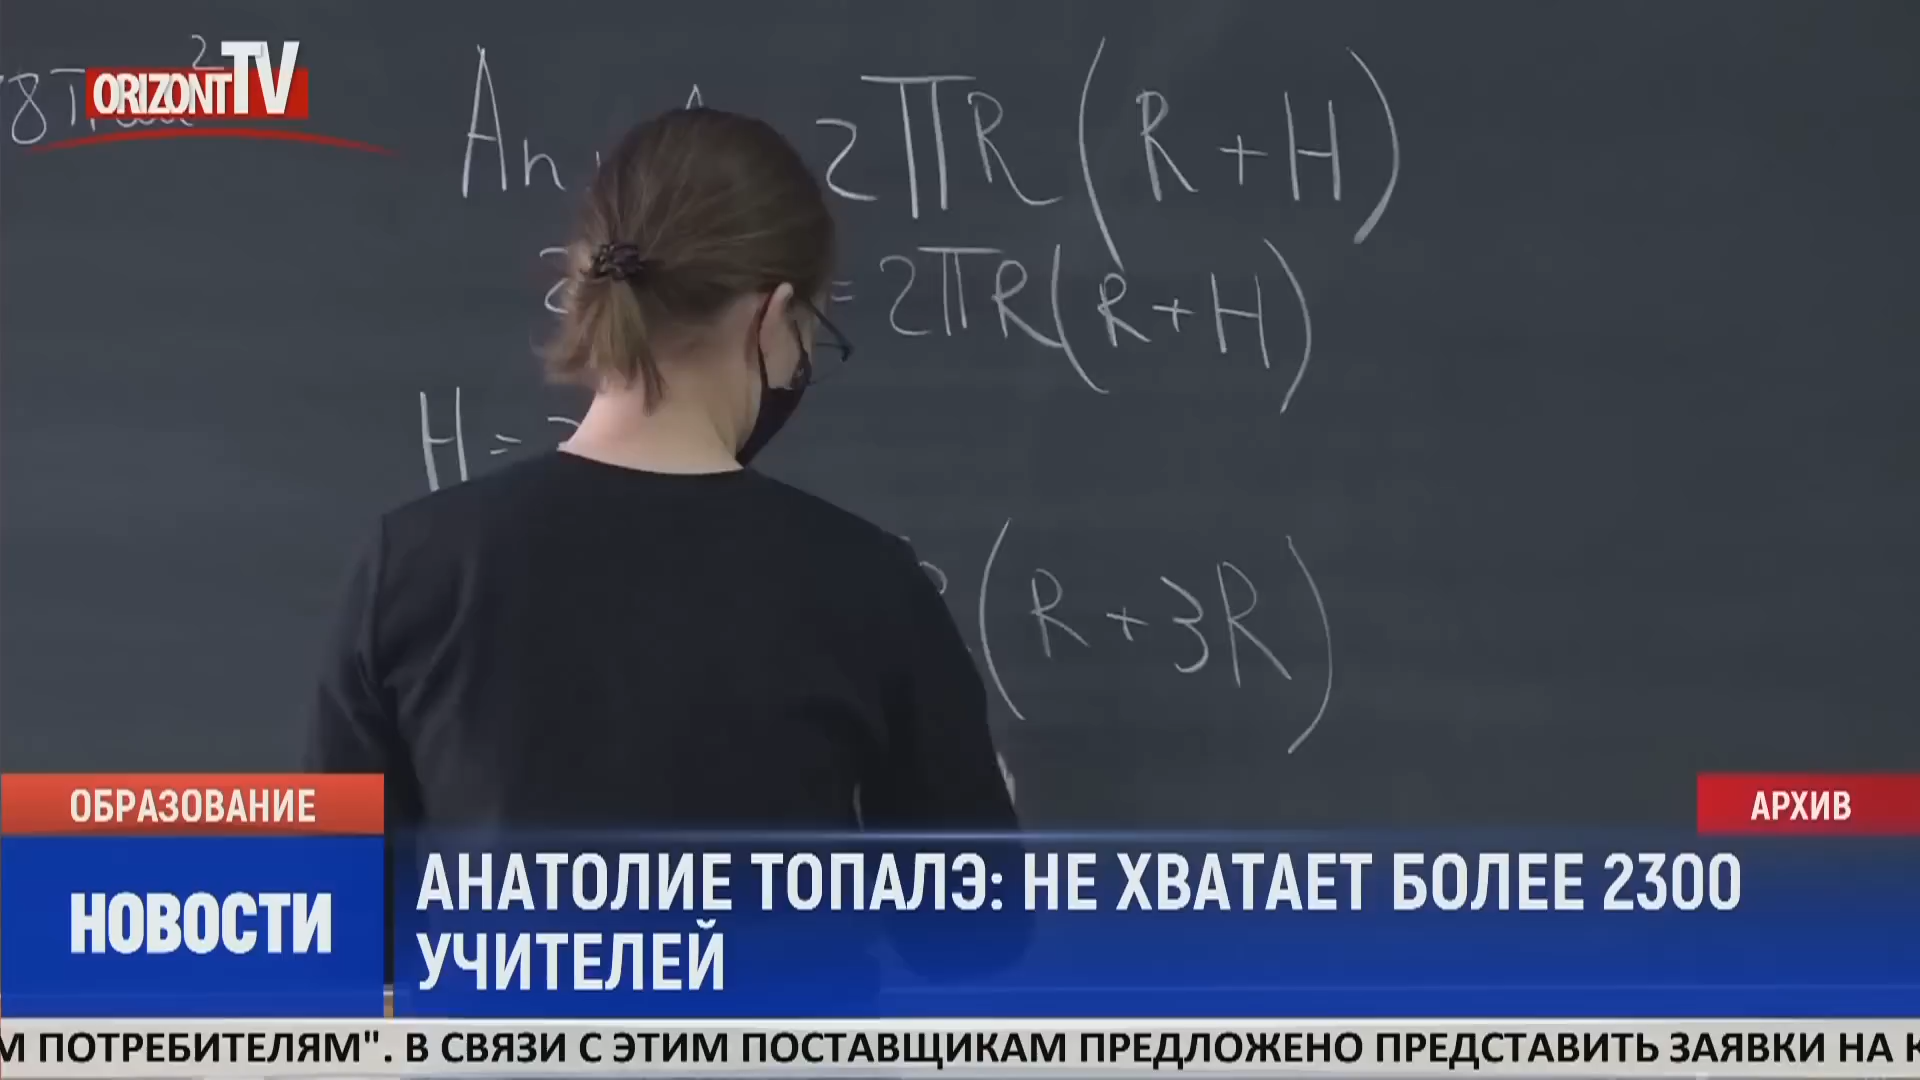 ORIZONT TV
2πR(R+H)
= 2πR(R+H)
H =
(R+3R)
ОБРАЗОВАНИЕ
АРХИВ
НОВОСТИ
АНАТОЛИЕ ТОПАЛЭ: НЕ ХВАТАЕТ БОЛЕЕ 2300
УЧИТЕЛЕЙ
ПОТРЕБИТЕЛЯМ". В СВЯЗИ С ЭТИМ ПОСТАВЩИКАМ ПРЕДЛОЖЕНО ПРЕДСТАВИТЬ ЗАЯВКИ НА